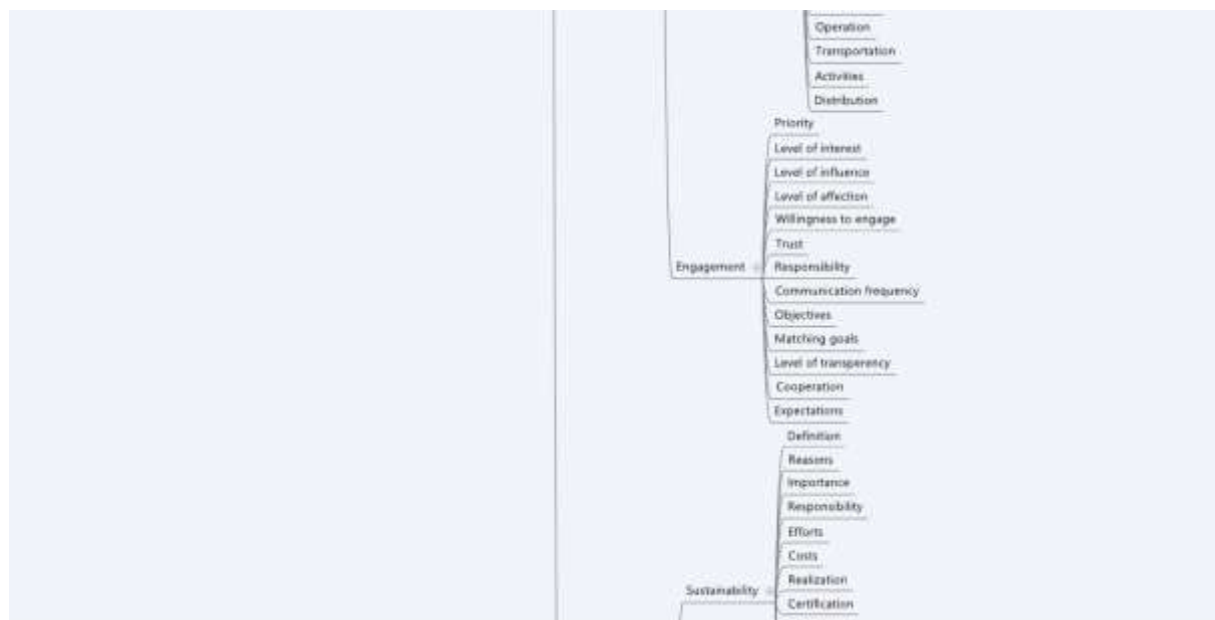 Operation
Transportation
Activities
Distribution
Priority
Level of interest
Level of influence
Level of affection
Willingness to engage
Trust
Engagement
Responsibility
Communication frequency
Objectives
Matching goals
Level of transperency
Cooperation
Expectations
Definition
Reasons
Importance
Responsibility
Efforts
Costs
Realization
Sustainability
Certification